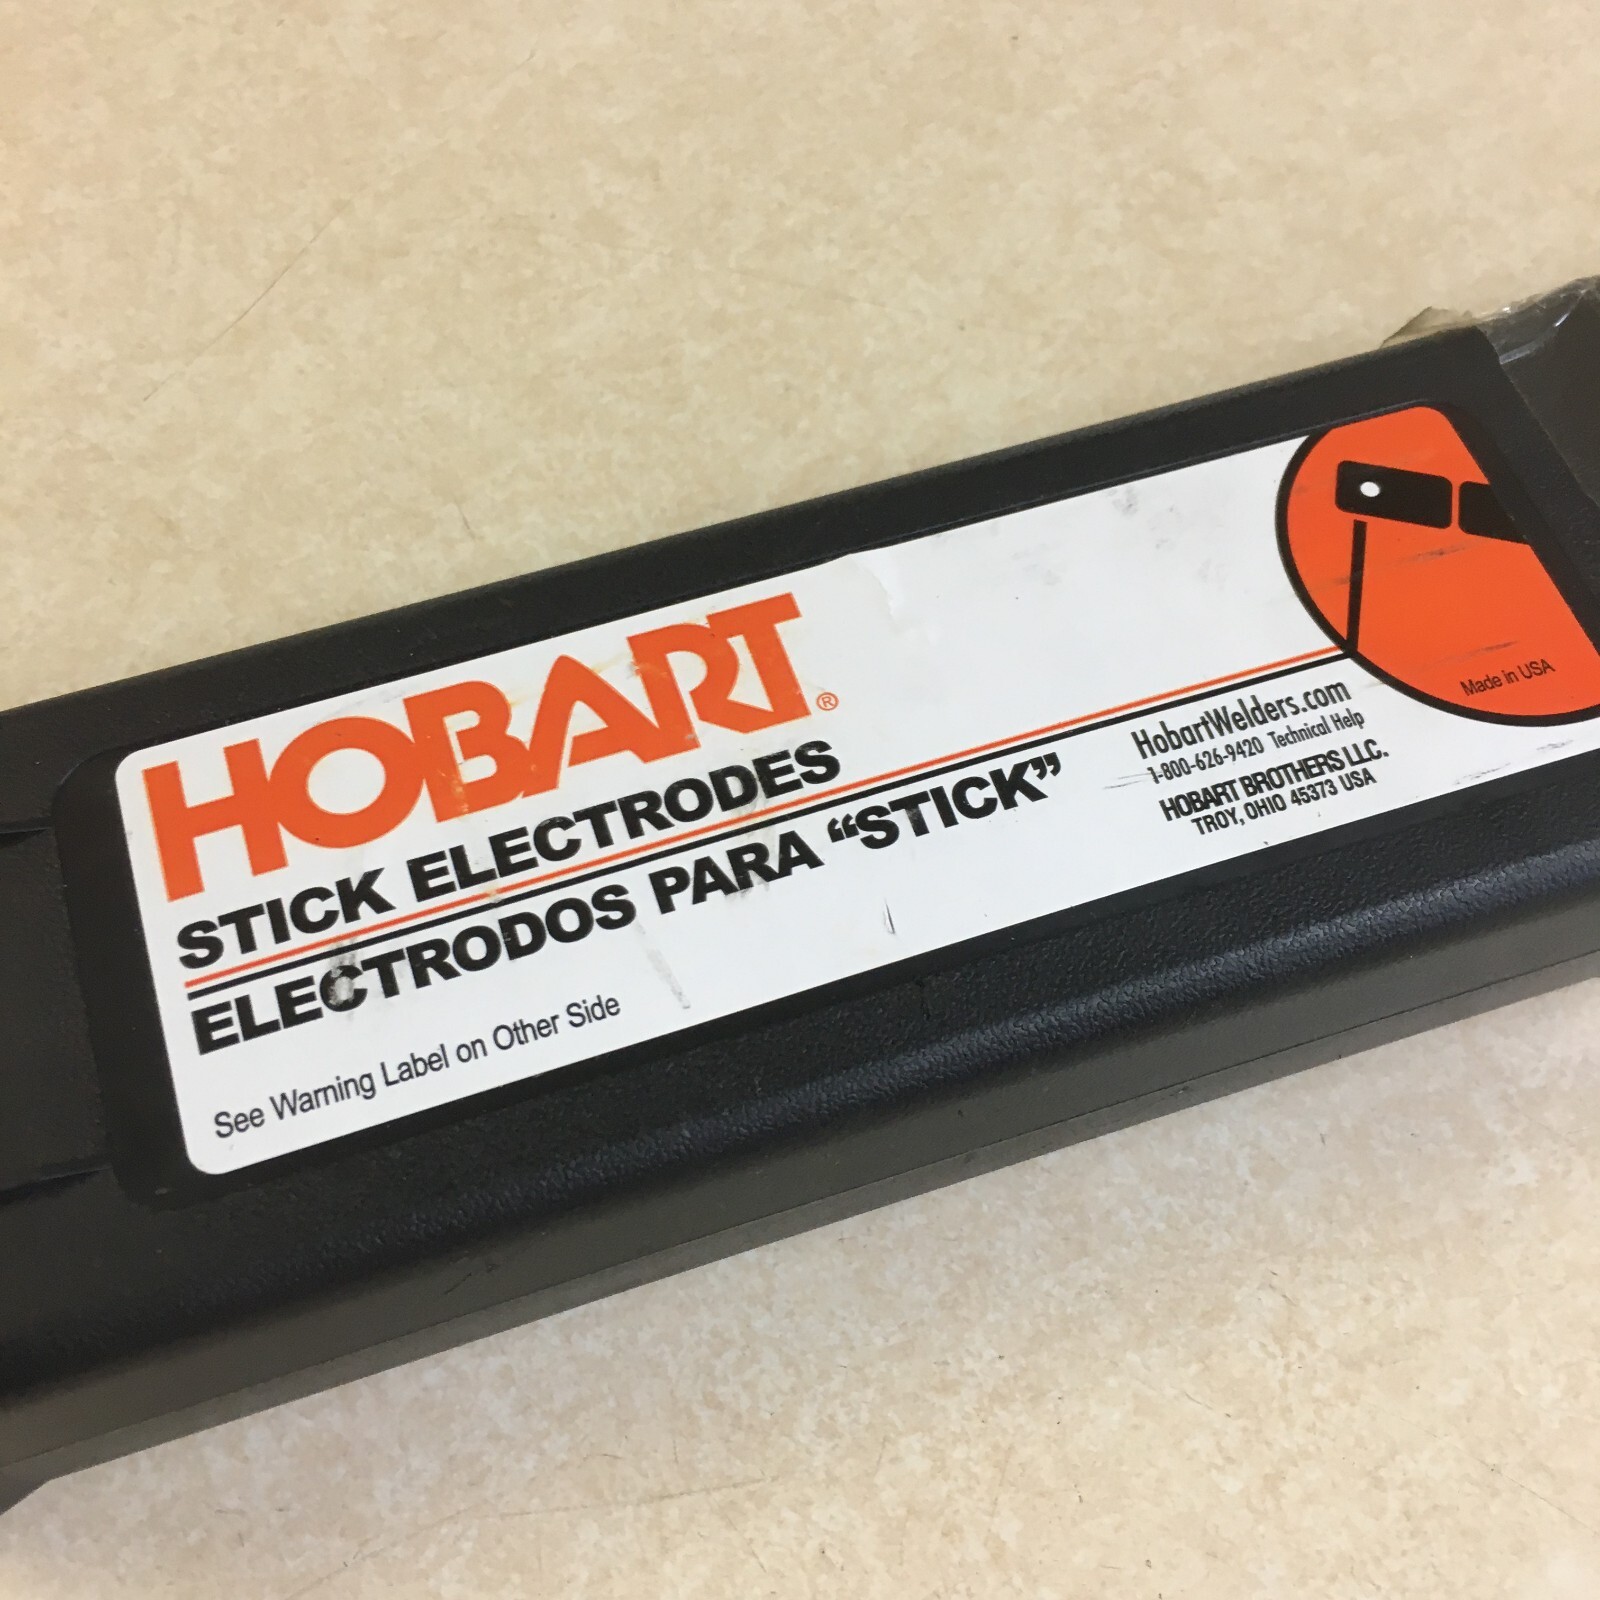 HOBART®
STICK ELECTRODES
ELECTRODOS PARA “STICK”
See Warning Label on Other Side
HobartWelders.com
1-800-626-9420 Technical Help
HOBART BROTHERS LLC.
TROY, OHIO 45373 USA
Made in USA